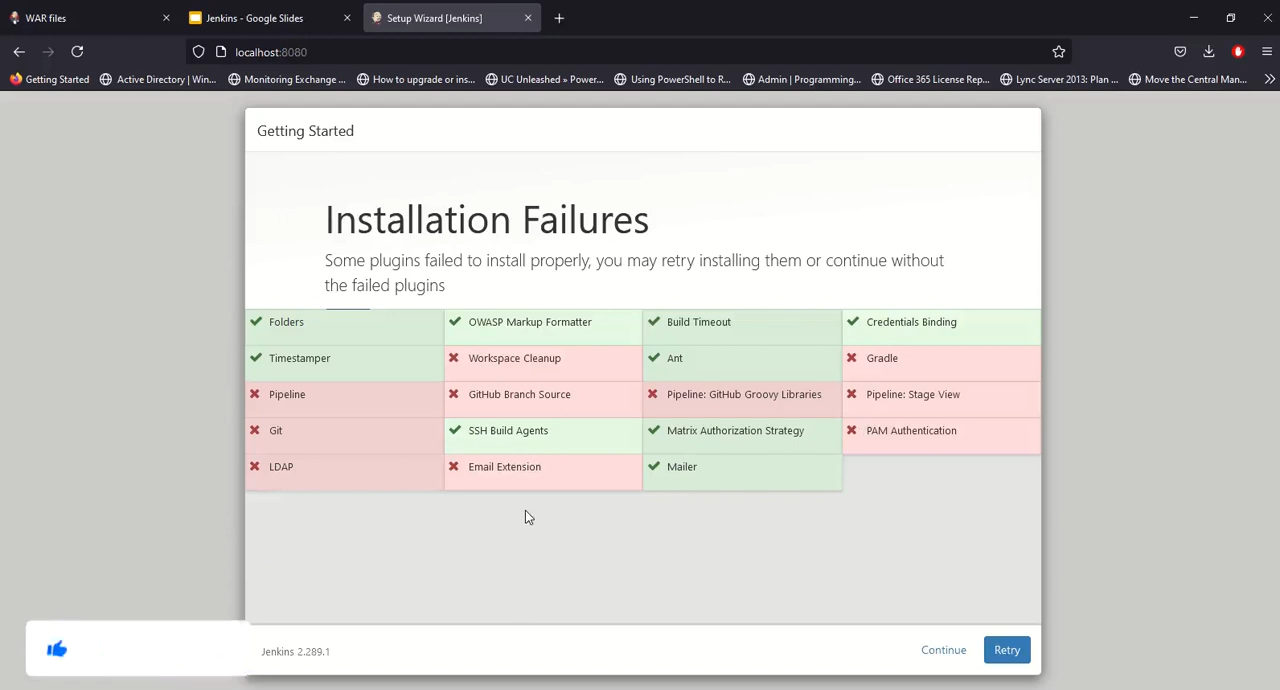 WAR files
Jenkins - Google Slides
Setup Wizard [Jenkins]
localhost:8080
Getting Started
Active Directory | Win...
Monitoring Exchange ...
How to upgrade or ins...
UC Unleashed » Power...
Using PowerShell to R...
Admin | Programming...
Office 365 License Rep...
Lync Server 2013: Plan ...
Move the Central Man...
Getting Started
Installation Failures
Some plugins failed to install properly, you may retry installing them or continue without
the failed plugins
Folders
OWASP Markup Formatter
Build Timeout
Credentials Binding
Timestamper
Workspace Cleanup
Ant
Gradle
Pipeline
GitHub Branch Source
Pipeline: GitHub Groovy Libraries
Pipeline: Stage View
Git
SSH Build Agents
Matrix Authorization Strategy
PAM Authentication
LDAP
Email Extension
Mailer
Jenkins 2.289.1
Continue
Retry